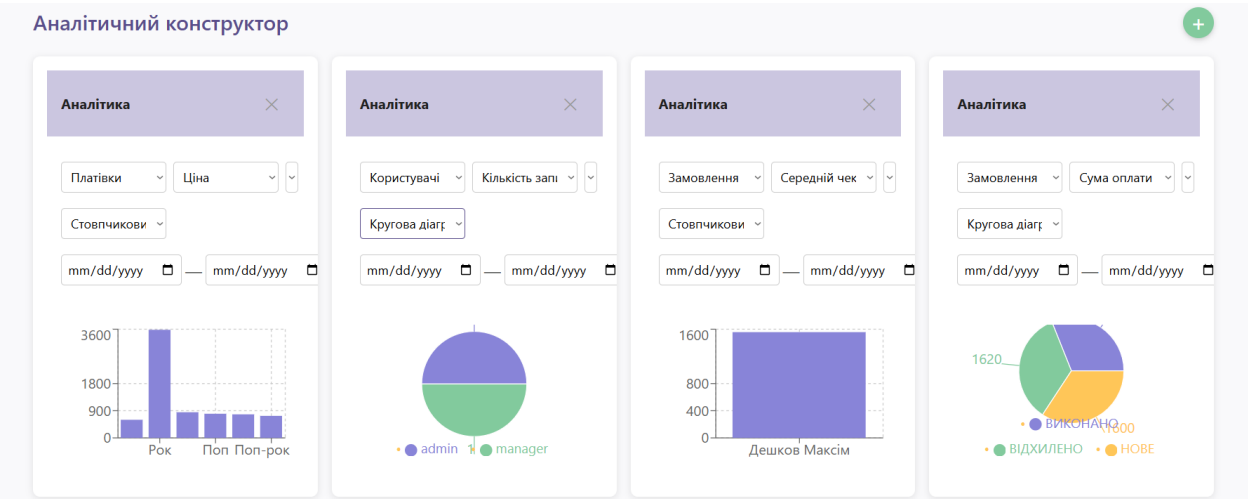 Аналітичний конструктор
+
Аналітика
Платівки Ціна
Стовпчикови
mm/dd/yyyy — mm/dd/yyyy
3600
1800
900
0
Рок Поп Поп-рок
Аналітика
Користувачі Кількість запи
Кругова діагр
mm/dd/yyyy — mm/dd/yyyy
admin manager
Аналітика
Замовлення Середній чек
Стовпчикови
mm/dd/yyyy — mm/dd/yyyy
1600
800
400
0
Дешков Максім
Аналітика
Замовлення Сума оплати
Кругова діагр
mm/dd/yyyy — mm/dd/yyyy
1620
ВИКОНАНО
ВІДХИЛЕНО НОВЕ